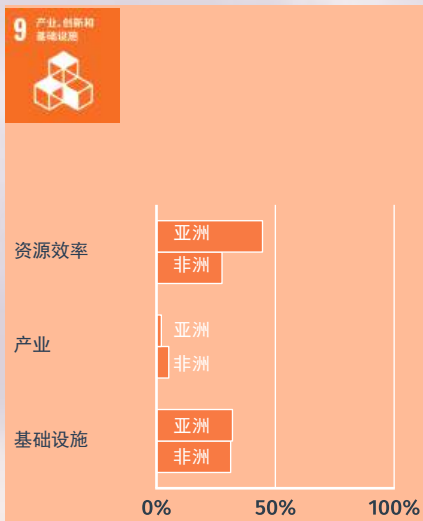 9 产业、创新和
基础设施
资源效率
亚洲
非洲
产业
亚洲
非洲
基础设施
亚洲
非洲
0% 50% 100%